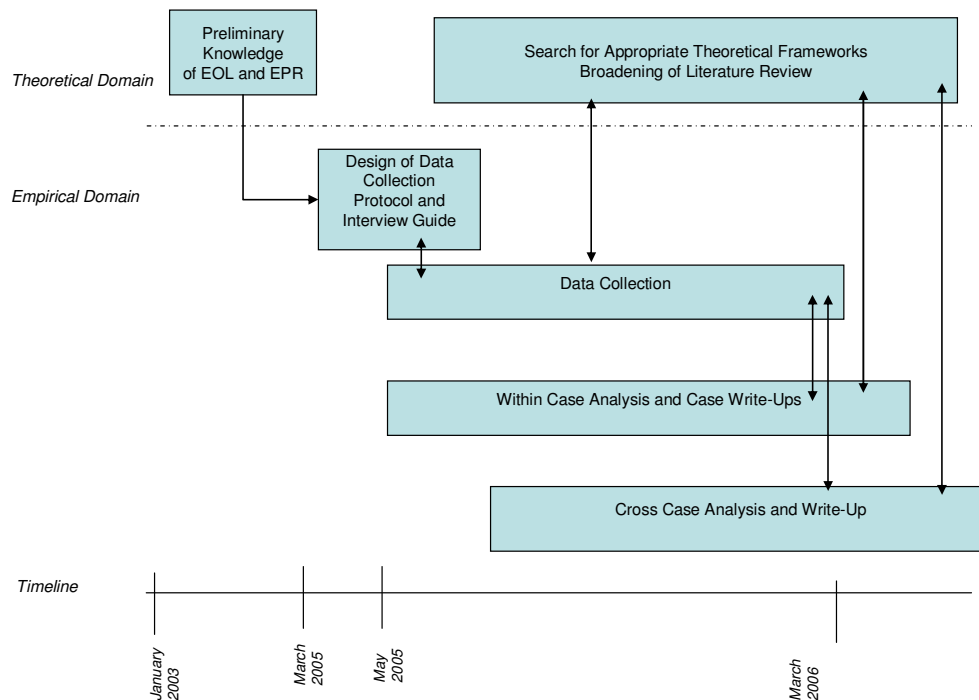 Preliminary
Knowledge
of EOL and EPR
Search for Appropriate Theoretical Frameworks
Broadening of Literature Review
Theoretical Domain
Design of Data
Collection
Protocol and
Interview Guide
Empirical Domain
Data Collection
Within Case Analysis and Case Write-Ups
Cross Case Analysis and Write-Up
Timeline
January
2003
March
2005
May
2005
March
2006